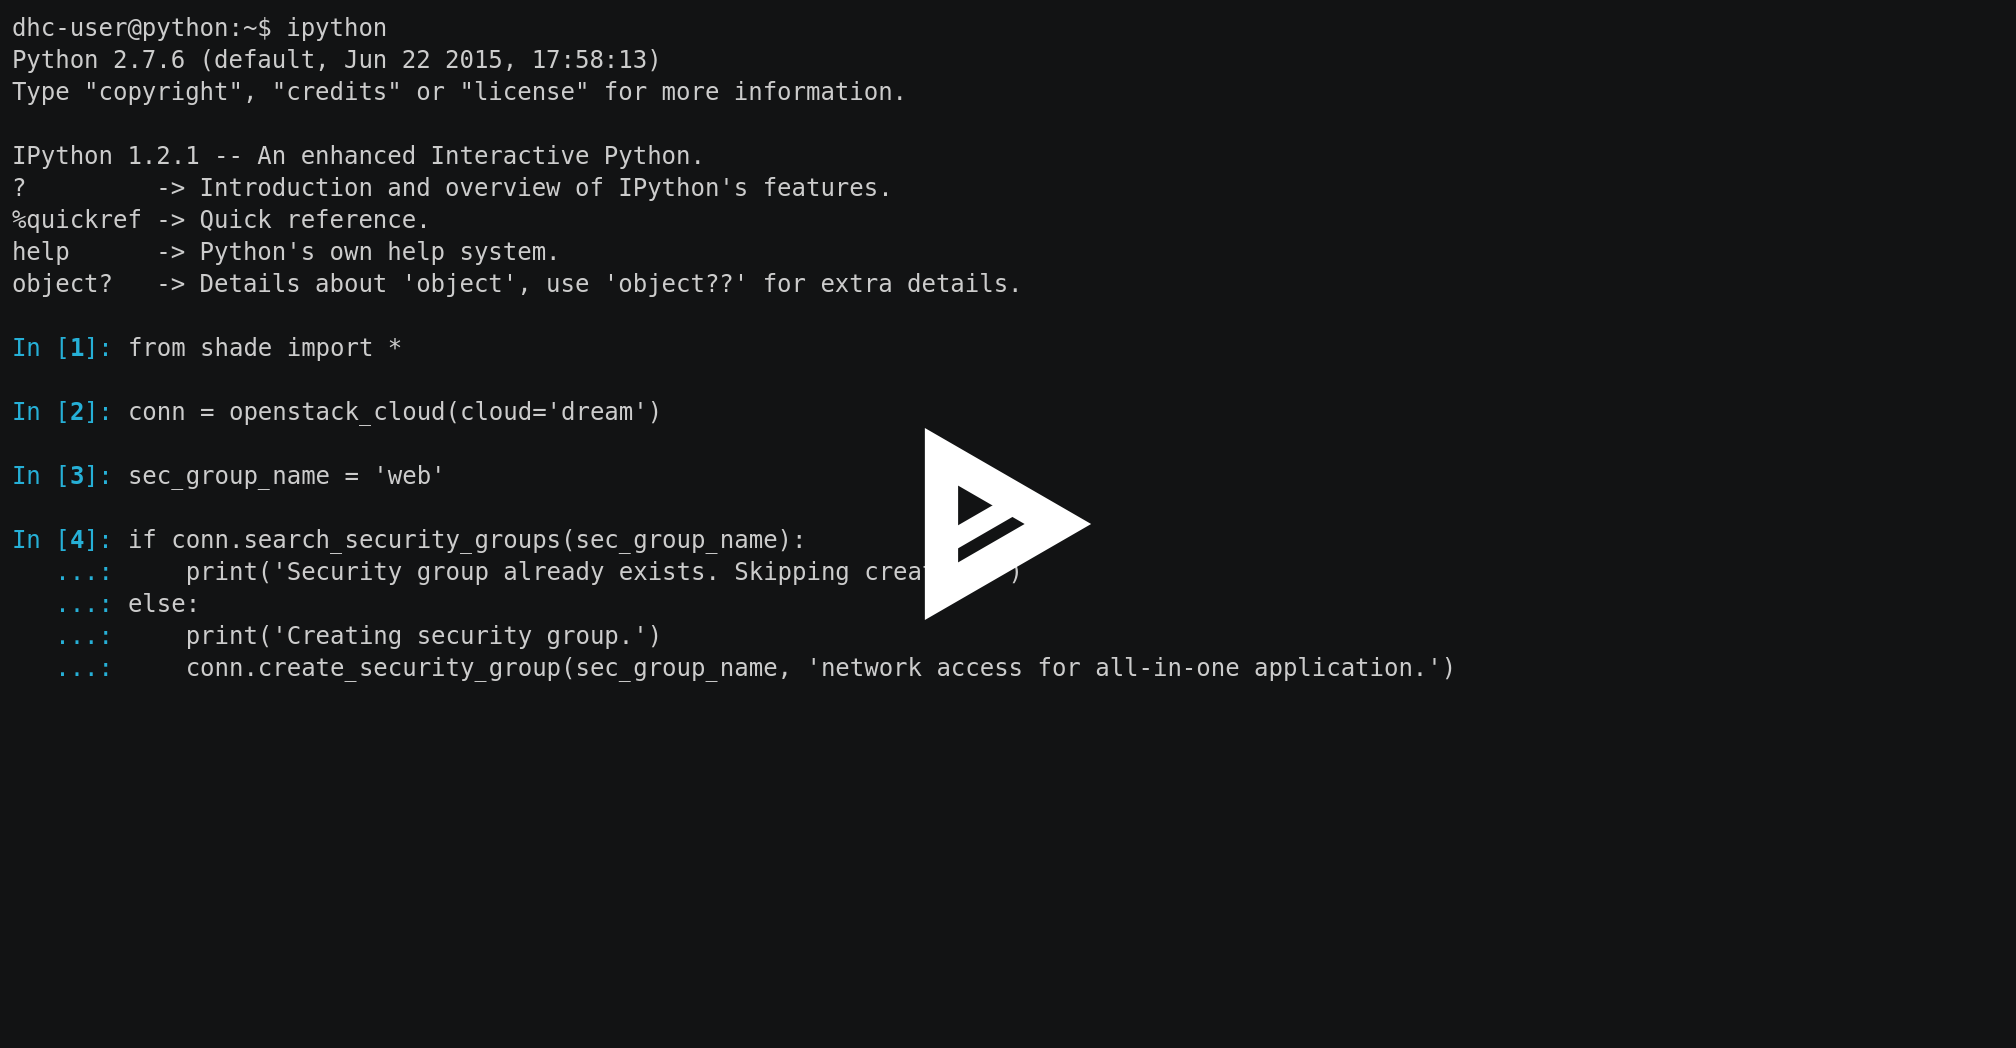 dhc-user@python:~$ ipython
Python 2.7.6 (default, Jun 22 2015, 17:58:13)
Type "copyright", "credits" or "license" for more information.

IPython 1.2.1 -- An enhanced Interactive Python.
?         -> Introduction and overview of IPython's features.
%quickref -> Quick reference.
help      -> Python's own help system.
object?   -> Details about 'object', use 'object??' for extra details.

In [1]: from shade import *

In [2]: conn = openstack_cloud(cloud='dream')

In [3]: sec_group_name = 'web'

In [4]: if conn.search_security_groups(sec_group_name):
   ...:     print('Security group already exists. Skipping )
   ...: else:
   ...:     print('Creating security group.')
   ...:     conn.create_security_group(sec_group_name, 'network access for all-in-one application.')